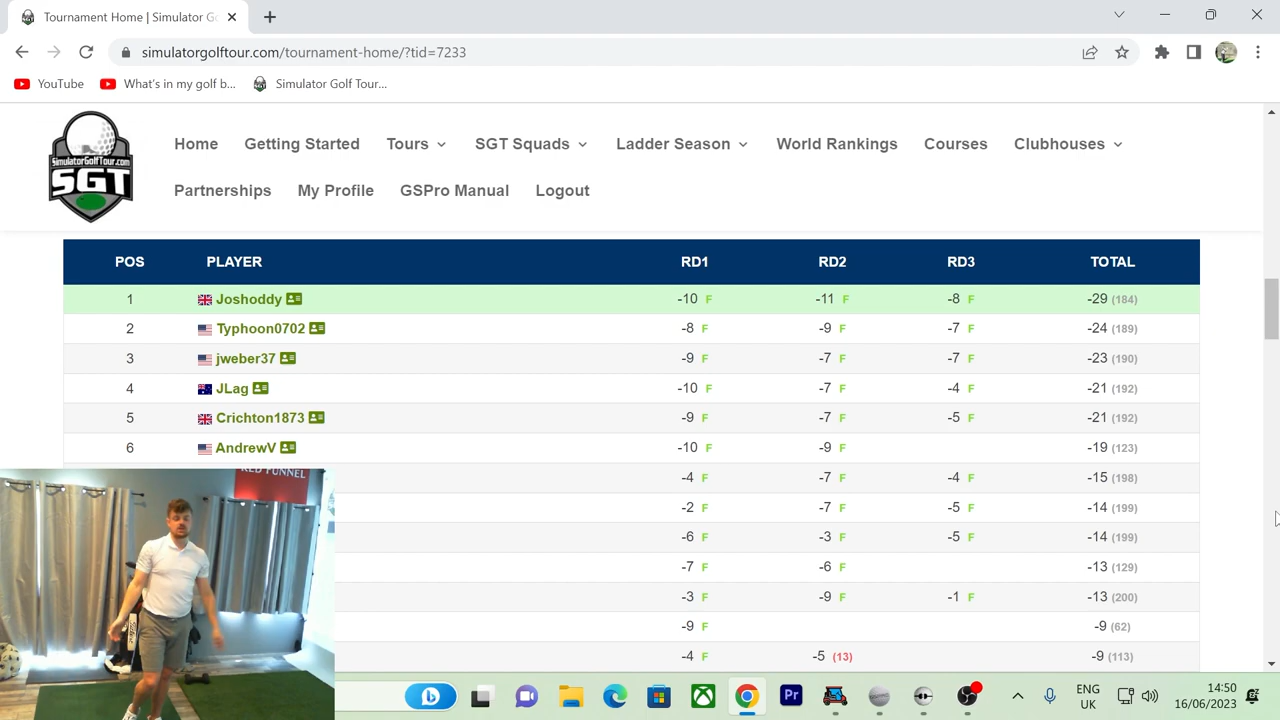 Tournament Home | Simulator Go
simulatorgolftour.com/tournament-home/?tid=7233
YouTube What's in my golf b... Simulator Golf Tour...
SimulatorGolfTour.com
SGT
Home Getting Started Tours SGT Squads Ladder Season World Rankings Courses Clubhouses
Partnerships My Profile GSPro Manual Logout
POS PLAYER RD1 RD2 RD3 TOTAL
1 Joshoddy -10 F -11 F -8 F -29 (184)
2 Typhoon0702 -8 F -9 F -7 F -24 (189)
3 jweber37 -9 F -7 F -7 F -23 (190)
4 JLag -10 F -7 F -4 F -21 (192)
5 Crichton1873 -9 F -7 F -5 F -21 (192)
6 AndrewV -10 F -9 F -19 (123)
-4 F -7 F -4 F -15 (198)
-2 F -7 F -5 F -14 (199)
-6 F -3 F -5 F -14 (199)
-7 F -6 F -13 (129)
-3 F -9 F -1 F -13 (200)
-9 F -9 (62)
-4 F -5 (13) -9 (113)
RED FUNNEL
Pr
ENG
UK
14:50
16/06/2023